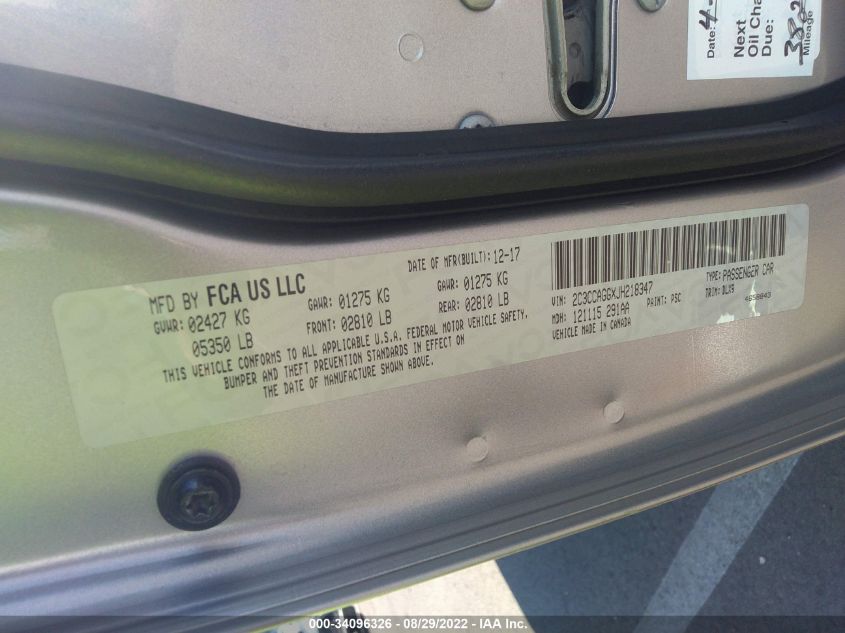 Date: 4-
Next
Oil Cha
Due:
Mileage
MFD BY FCA US LLC
DATE OF MFR(BUILT): 12-17
GVWR: 02427 KG
05350 LB
GAWR: 01275 KG
FRONT: 02810 LB
GAWR: 01275 KG
REAR: 02810 LB
THIS VEHICLE CONFORMS TO ALL APPLICABLE U.S.A. FEDERAL MOTOR VEHICLE SAFETY,
BUMPER AND THEFT PREVENTION STANDARDS IN EFFECT ON
THE DATE OF MANUFACTURE SHOWN ABOVE.
VIN: 2C3CCAGGXJH218347
TYPE: PASSENGER CAR
MDH: 121115 291AA
PAINT: PSC
TRIM: DLX9
VEHICLE MADE IN CANADA
000-34096326 - 08/29/2022 - IAA Inc.